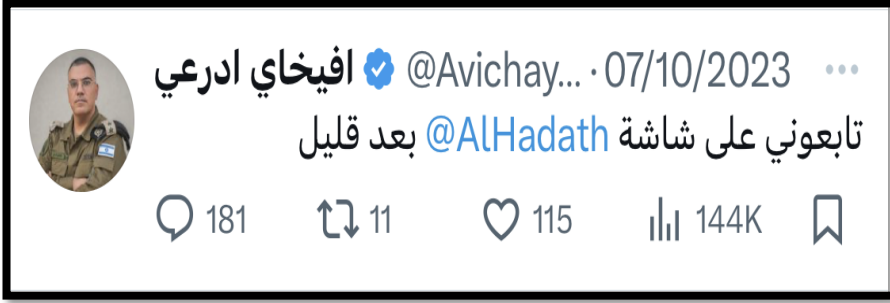 افيخاي ادرعي @Avichay... · 07/10/2023
تابعوني على شاشة @AlHadath بعد قليل
181 11 115 144K